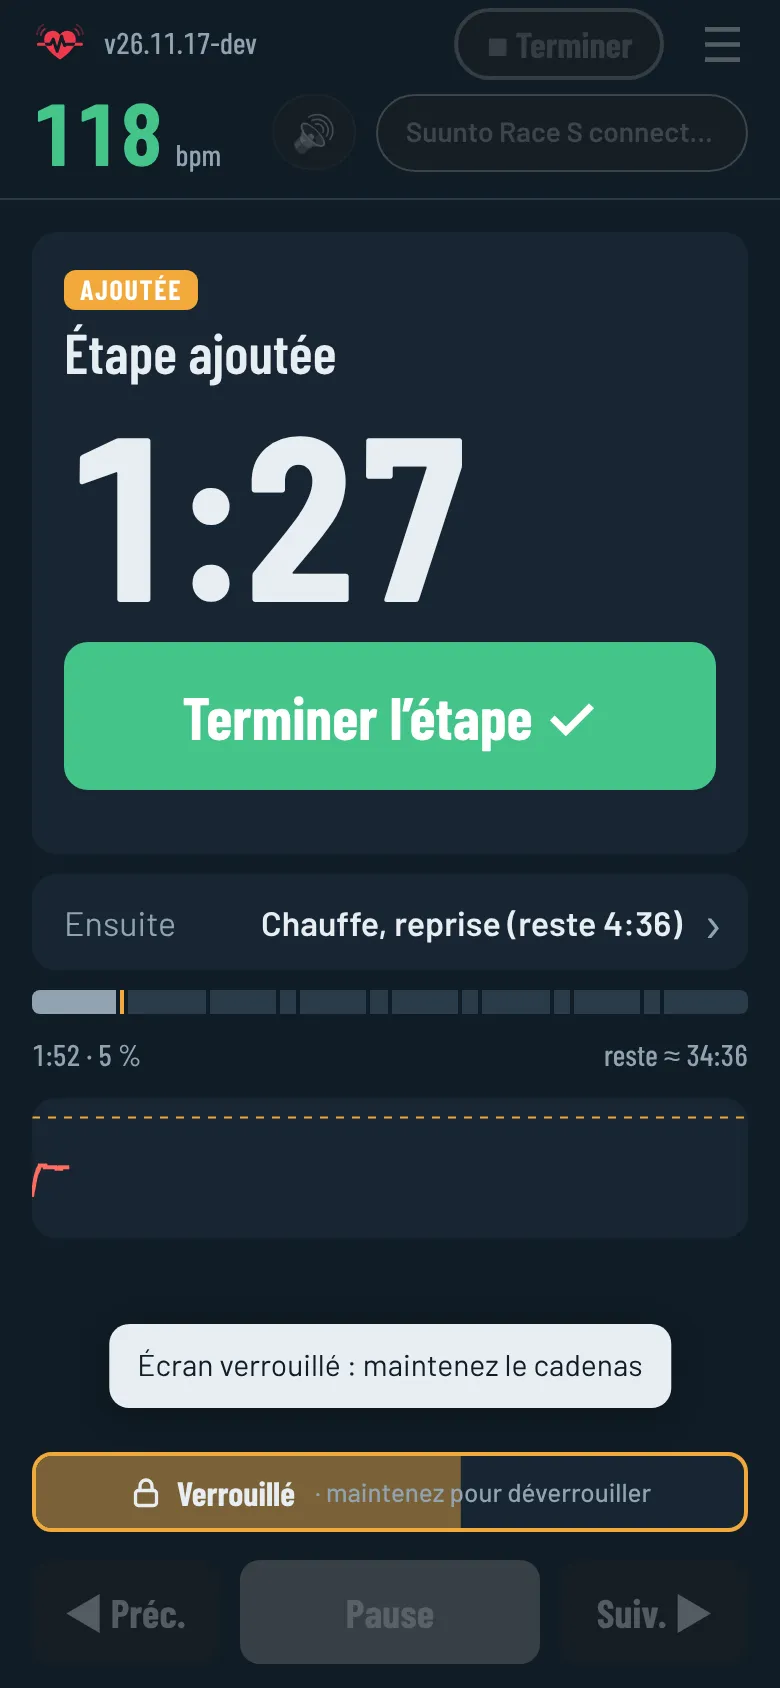 v26.11.17-dev
■ Terminer
118 bpm
Suunto Race S connect...
AJOUTÉE
Étape ajoutée
1:27
Terminer l'étape ✓
Ensuite Chauffe, reprise (reste 4:36) ›
1:52 · 5 %
reste ≈ 34:36
Écran verrouillé : maintenez le cadenas
Verrouillé · maintenez pour déverrouiller
◀ Préc.
Pause
Suiv. ▶